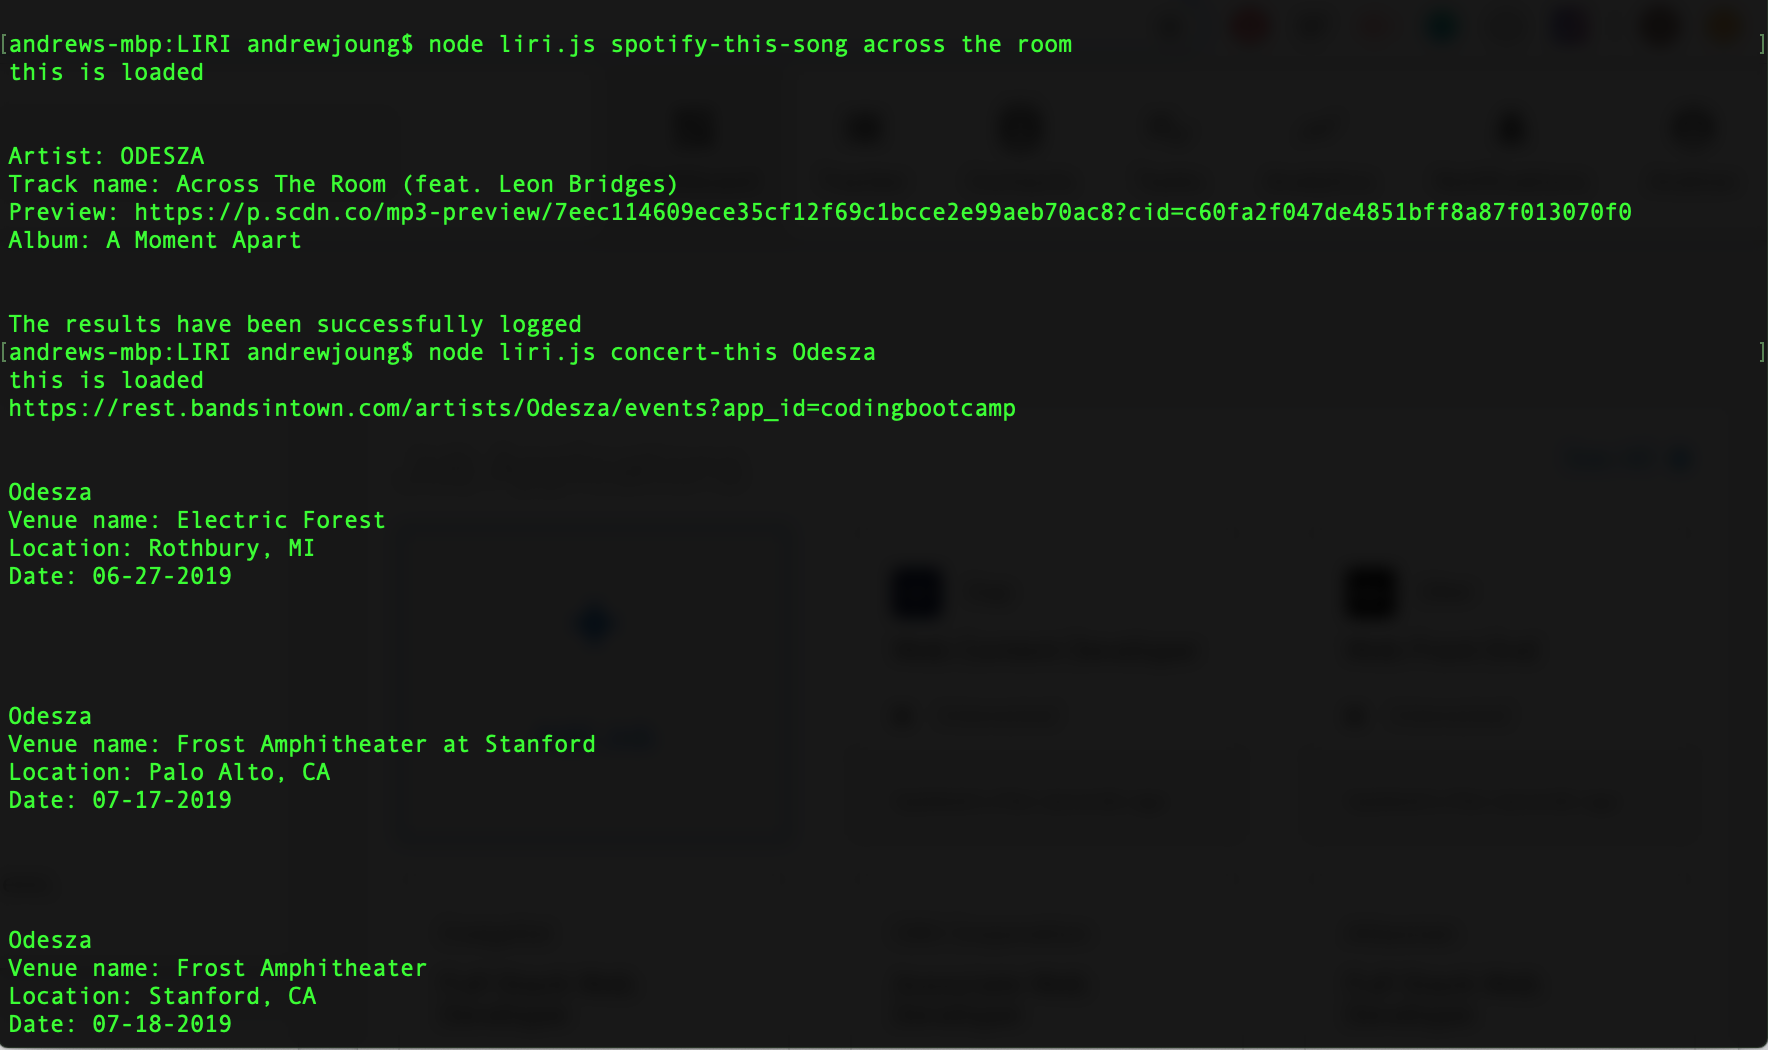 [andrews-mbp:LIRI andrewjoung$ node liri.js spotify-this-song across the room ]
this is loaded
Artist: ODESZA
Track name: Across The Room (feat. Leon Bridges)
Preview: https://p.scdn.co/mp3-preview/7eec114609ece35cf12f69c1bcce2e99aeb70ac8?cid=c60fa2f047de4851bff8a87f013070f0
Album: A Moment Apart
The results have been successfully logged
[andrews-mbp:LIRI andrewjoung$ node liri.js concert-this Odesza ]
this is loaded
https://rest.bandsintown.com/artists/Odesza/events?app_id=codingbootcamp
Odesza
Venue name: Electric Forest
Location: Rothbury, MI
Date: 06-27-2019
Odesza
Venue name: Frost Amphitheater at Stanford
Location: Palo Alto, CA
Date: 07-17-2019
Odesza
Venue name: Frost Amphitheater
Location: Stanford, CA
Date: 07-18-2019